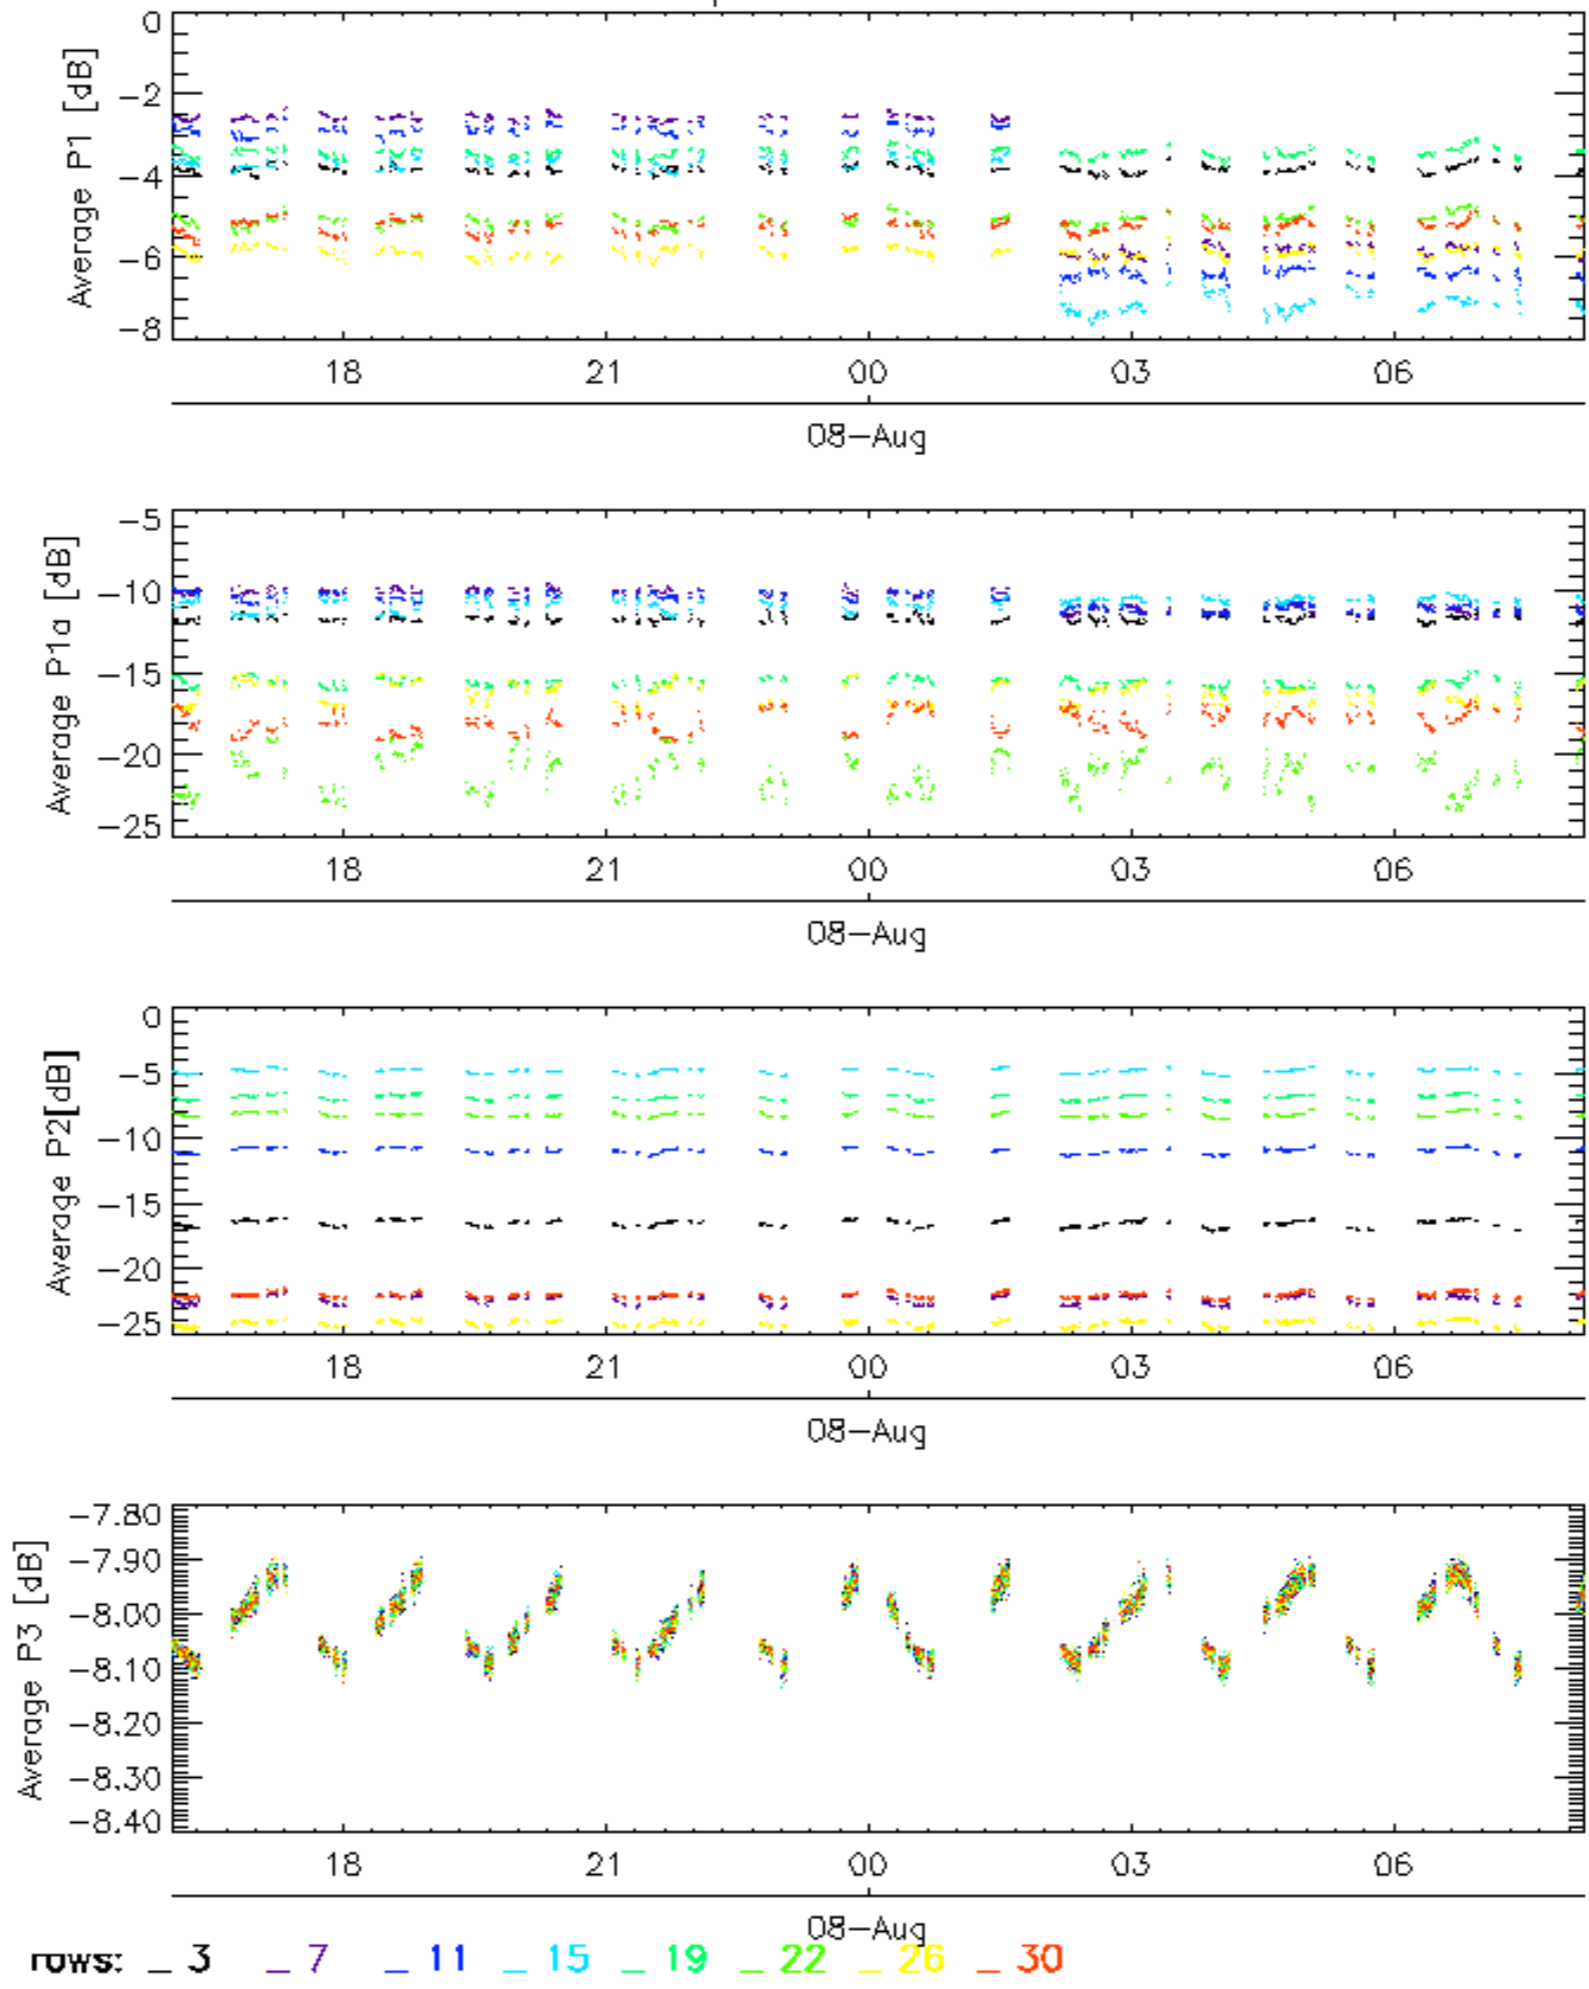 Average P1 [dB]
0
−2
−4
−6
−8
18 21 00 03 06
08−Aug
Average P1a [dB]
−5
−10
−15
−20
−25
18 21 00 03 06
08−Aug
Average P2[dB]
0
−5
−10
−15
−20
−25
18 21 00 03 06
08−Aug
Average P3 [dB]
−7.80
−7.90
−8.00
−8.10
−8.20
−8.30
−8.40
18 21 00 03 06
08−Aug
rows: _ 3 _ 7 _ 11 _ 15 _ 19 _ 22 _ 26 _ 30